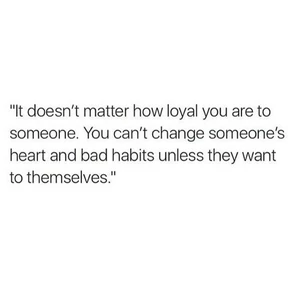 "It doesn’t matter how loyal you are to
someone. You can’t change someone’s
heart and bad habits unless they want
to themselves."